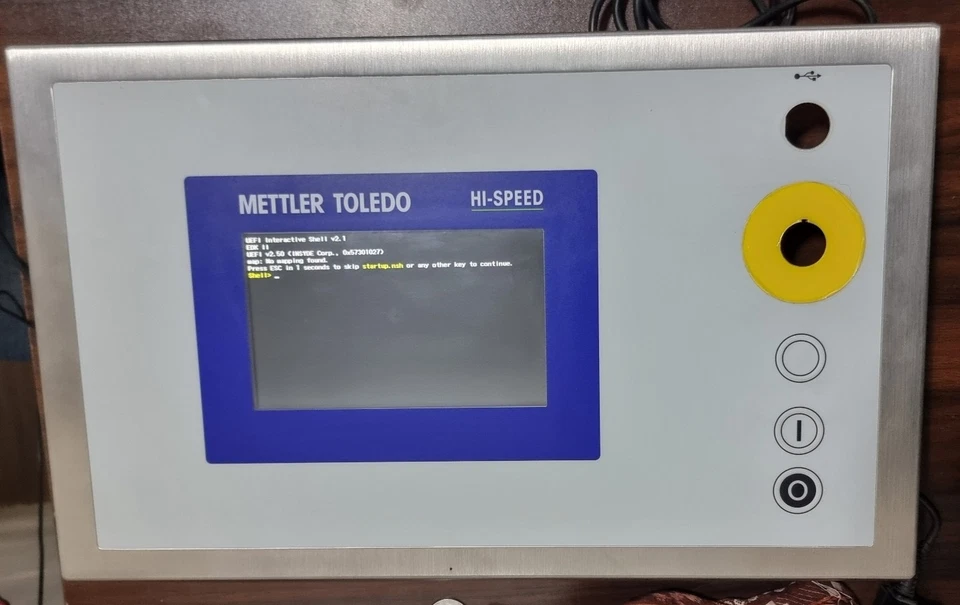 METTLER TOLEDO HI-SPEED
UEFI Interactive Shell v2.1
EDK II
UEFI v2.50 (INSYDE Corp., 0x57301027)
map: No mapping found.
Press ESC in 1 seconds to skip startup.nsh or any other key to continue.
Shell> _